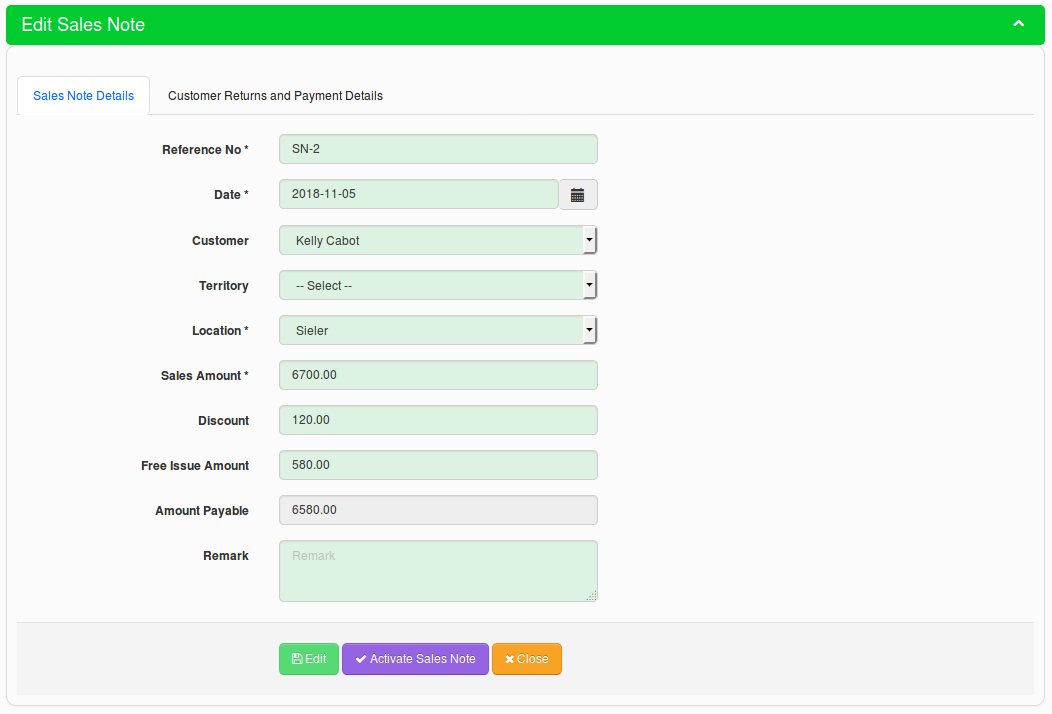 Edit Sales Note
Sales Note Details Customer Returns and Payment Details
Reference No * SN-2
Date * 2018-11-05
Customer Kelly Cabot
Territory -- Select --
Location * Sieler
Sales Amount * 6700.00
Discount 120.00
Free Issue Amount 580.00
Amount Payable 6580.00
Remark Remark
Edit Activate Sales Note Close